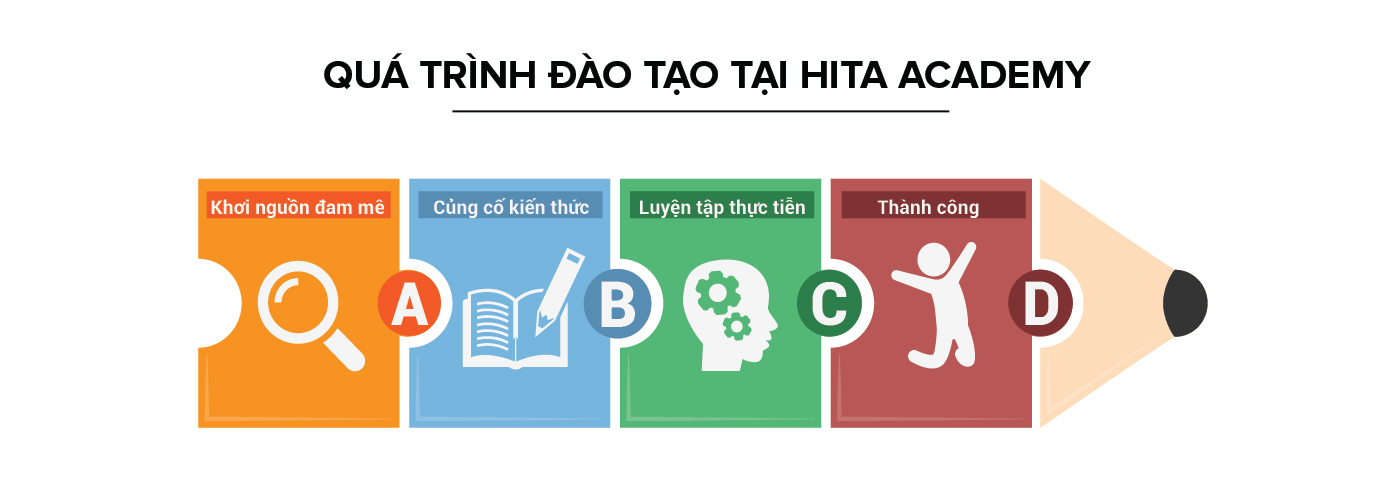 QUÁ TRÌNH ĐÀO TẠO TẠI HITA ACADEMY
Khơi nguồn đam mê
Củng cố kiến thức
Luyện tập thực tiễn
Thành công
A
B
C
D